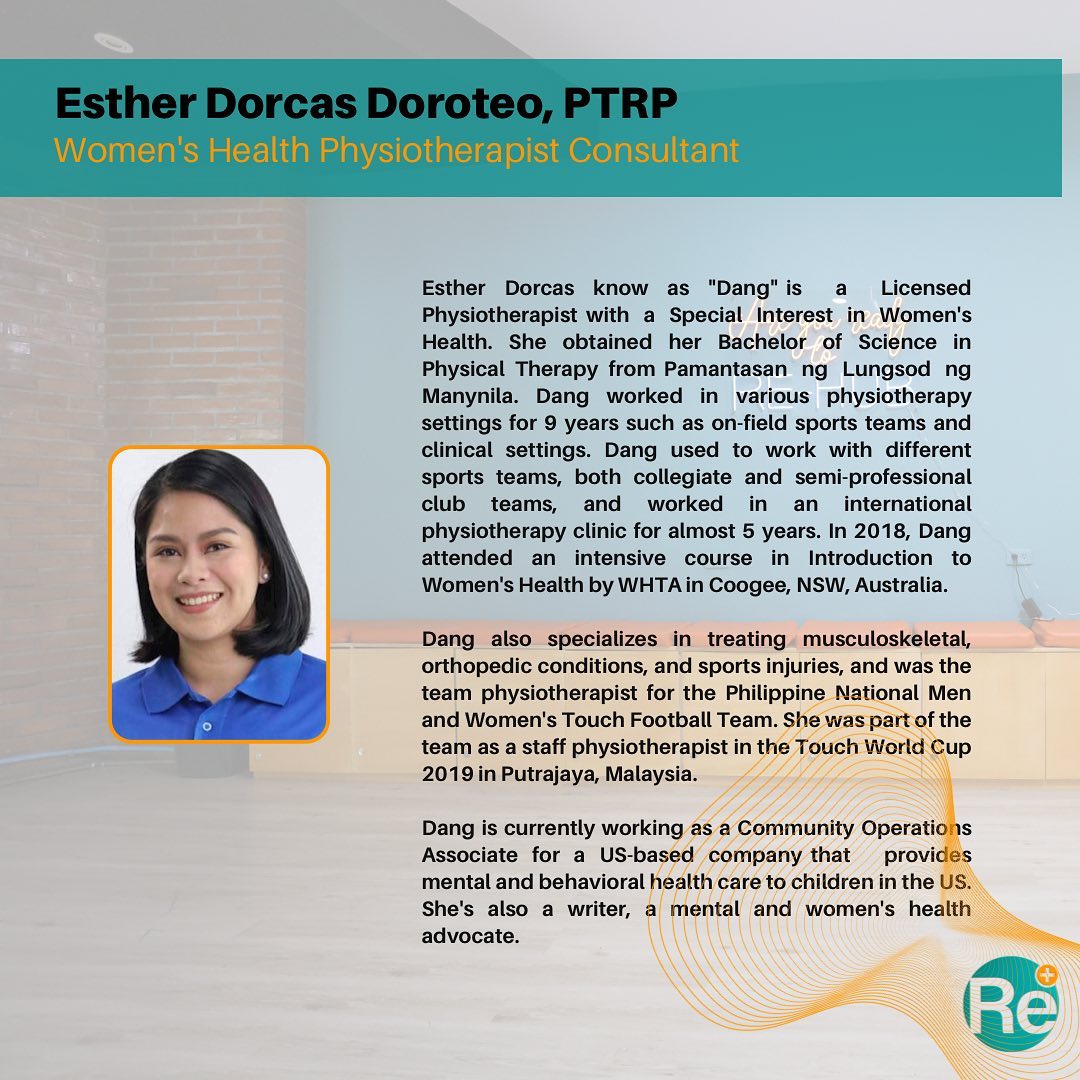 Esther Dorcas Doroteo, PTRP
Women's Health Physiotherapist Consultant
Esther Dorcas know as "Dang" is a Licensed
Physiotherapist with a Special Interest in Women's
Health. She obtained her Bachelor of Science in
Physical Therapy from Pamantasan ng Lungsod ng
Manynila. Dang worked in various physiotherapy
settings for 9 years such as on-field sports teams and
clinical settings. Dang used to work with different
sports teams, both collegiate and semi-professional
club teams, and worked in an international
physiotherapy clinic for almost 5 years. In 2018, Dang
attended an intensive course in Introduction to
Women's Health by WHTA in Coogee, NSW, Australia.
Dang also specializes in treating musculoskeletal,
orthopedic conditions, and sports injuries, and was the
team physiotherapist for the Philippine National Men
and Women's Touch Football Team. She was part of the
team as a staff physiotherapist in the Touch World Cup
2019 in Putrajaya, Malaysia.
Dang is currently working as a Community Operations
Associate for a US-based company that provides
mental and behavioral health care to children in the US.
She's also a writer, a mental and women's health
advocate.
Are you ready
to
RE HUB
Re+